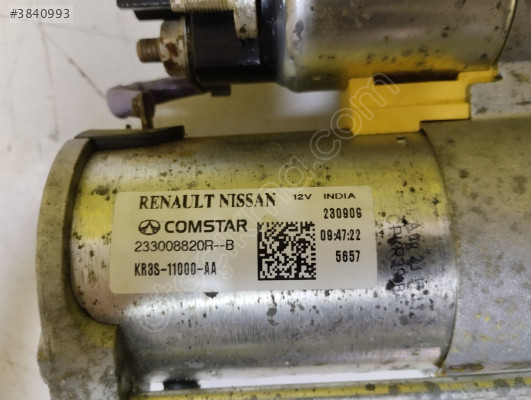 #3840993
RENAULT NISSAN 12V INDIA
COMSTAR 230906
233008820R--B 09:47:22
KR3S-11000-AA 5657